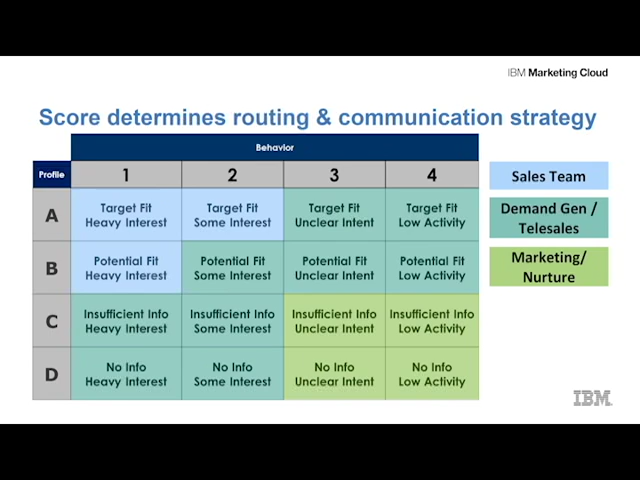 IBM Marketing Cloud
Score determines routing & communication strategy
Behavior
Profile
1
2
3
4
Sales Team
A
Target Fit
Heavy Interest
Target Fit
Some Interest
Target Fit
Unclear Intent
Target Fit
Low Activity
Demand Gen /
Telesales
B
Potential Fit
Heavy Interest
Potential Fit
Some Interest
Potential Fit
Unclear Intent
Potential Fit
Low Activity
Marketing/
Nurture
C
Insufficient Info
Heavy Interest
Insufficient Info
Some Interest
Insufficient Info
Unclear Intent
Insufficient Info
Low Activity
D
No Info
Heavy Interest
No Info
Some Interest
No Info
Unclear Intent
No Info
Low Activity
IBM